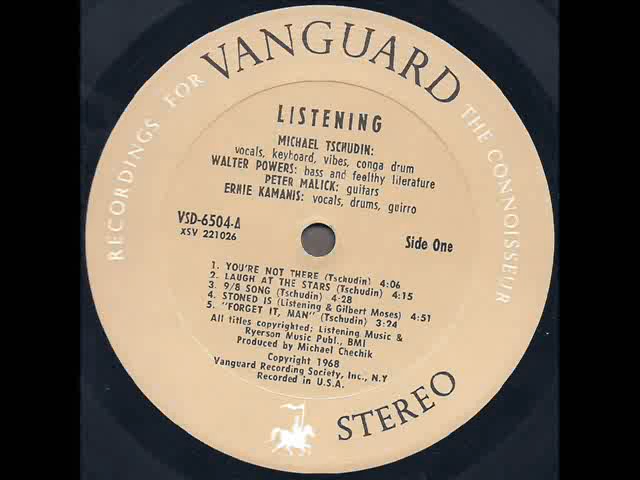 RECORDINGS FOR VANGUARD THE CONNOISSEUR
LISTENING
MICHAEL TSCHUDIN:
vocals, keyboard, vibes, conga drum
WALTER POWERS: bass and fealthy literature
PETER MALICK: guitars
ERNIE KAMANIS: vocals, drums, guirro
VSD-6504-A
XSV 221026
Side One
1. YOU'RE NOT THERE (Tschudin) 4:06
2. LAUGH AT THE STARS (Tschudin) 4:15
3. 9/8 SONG (Tschudin) 4:28
4. STONED IS (Listening & Gilbert Moses) 4:51
5. "FORGET IT, MAN" (Tschudin) 3:24
All titles copyrighted; Listening Music &
Ryerson Music Publ., BMI
Produced by Michael Chechik
Copyright 1968
Vanguard Recording Society, Inc., N.Y
Recorded in U.S.A.
STEREO